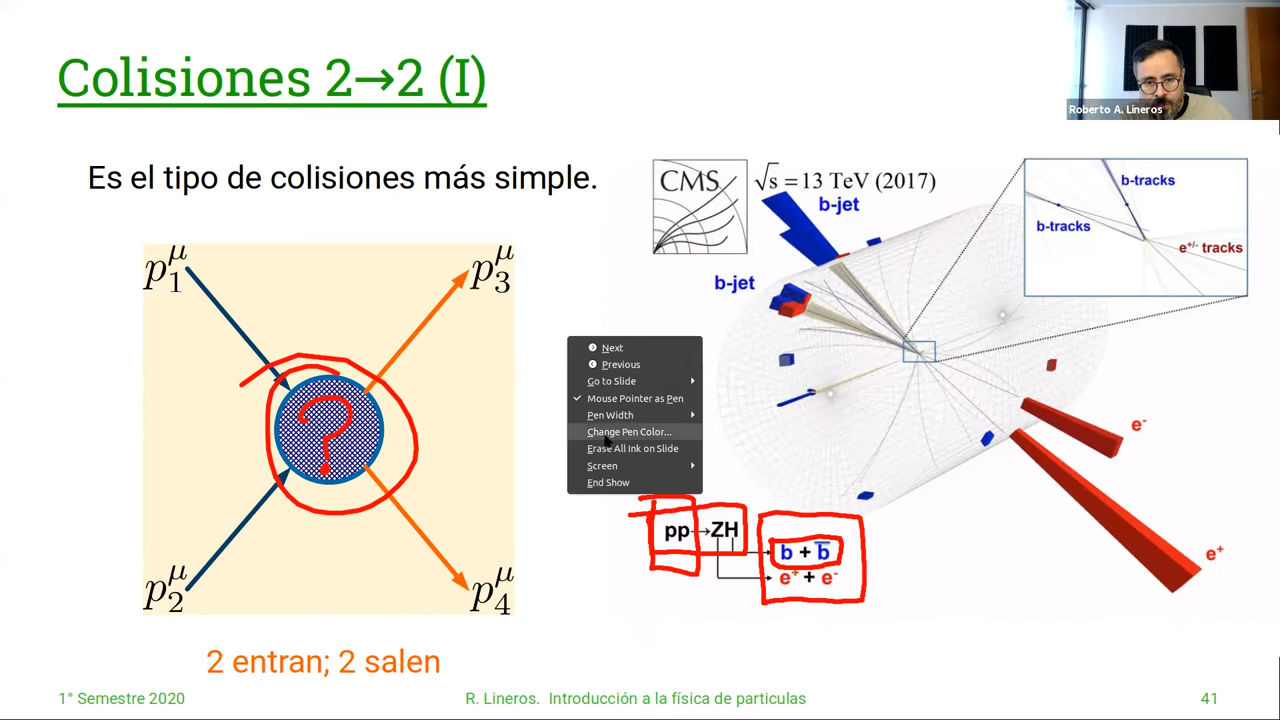 Colisiones 2→2 (I)
Roberto A. Lineros
Es el tipo de colisiones más simple.
p₁^μ
p₃^μ
?
p₂^μ
p₄^μ
2 entran; 2 salen
CMS
√s = 13 TeV (2017)
b-jet
b-jet
b-tracks
b-tracks
e⁺/⁻ tracks
e⁻
e⁺
Next
Previous
Go to Slide
Mouse Pointer as Pen
Pen Width
Change Pen Color...
Erase All Ink on Slide
Screen
End Show
pp→ZH
b + b̅
e⁺ + e⁻
1° Semestre 2020
R. Lineros. Introducción a la física de particulas
41